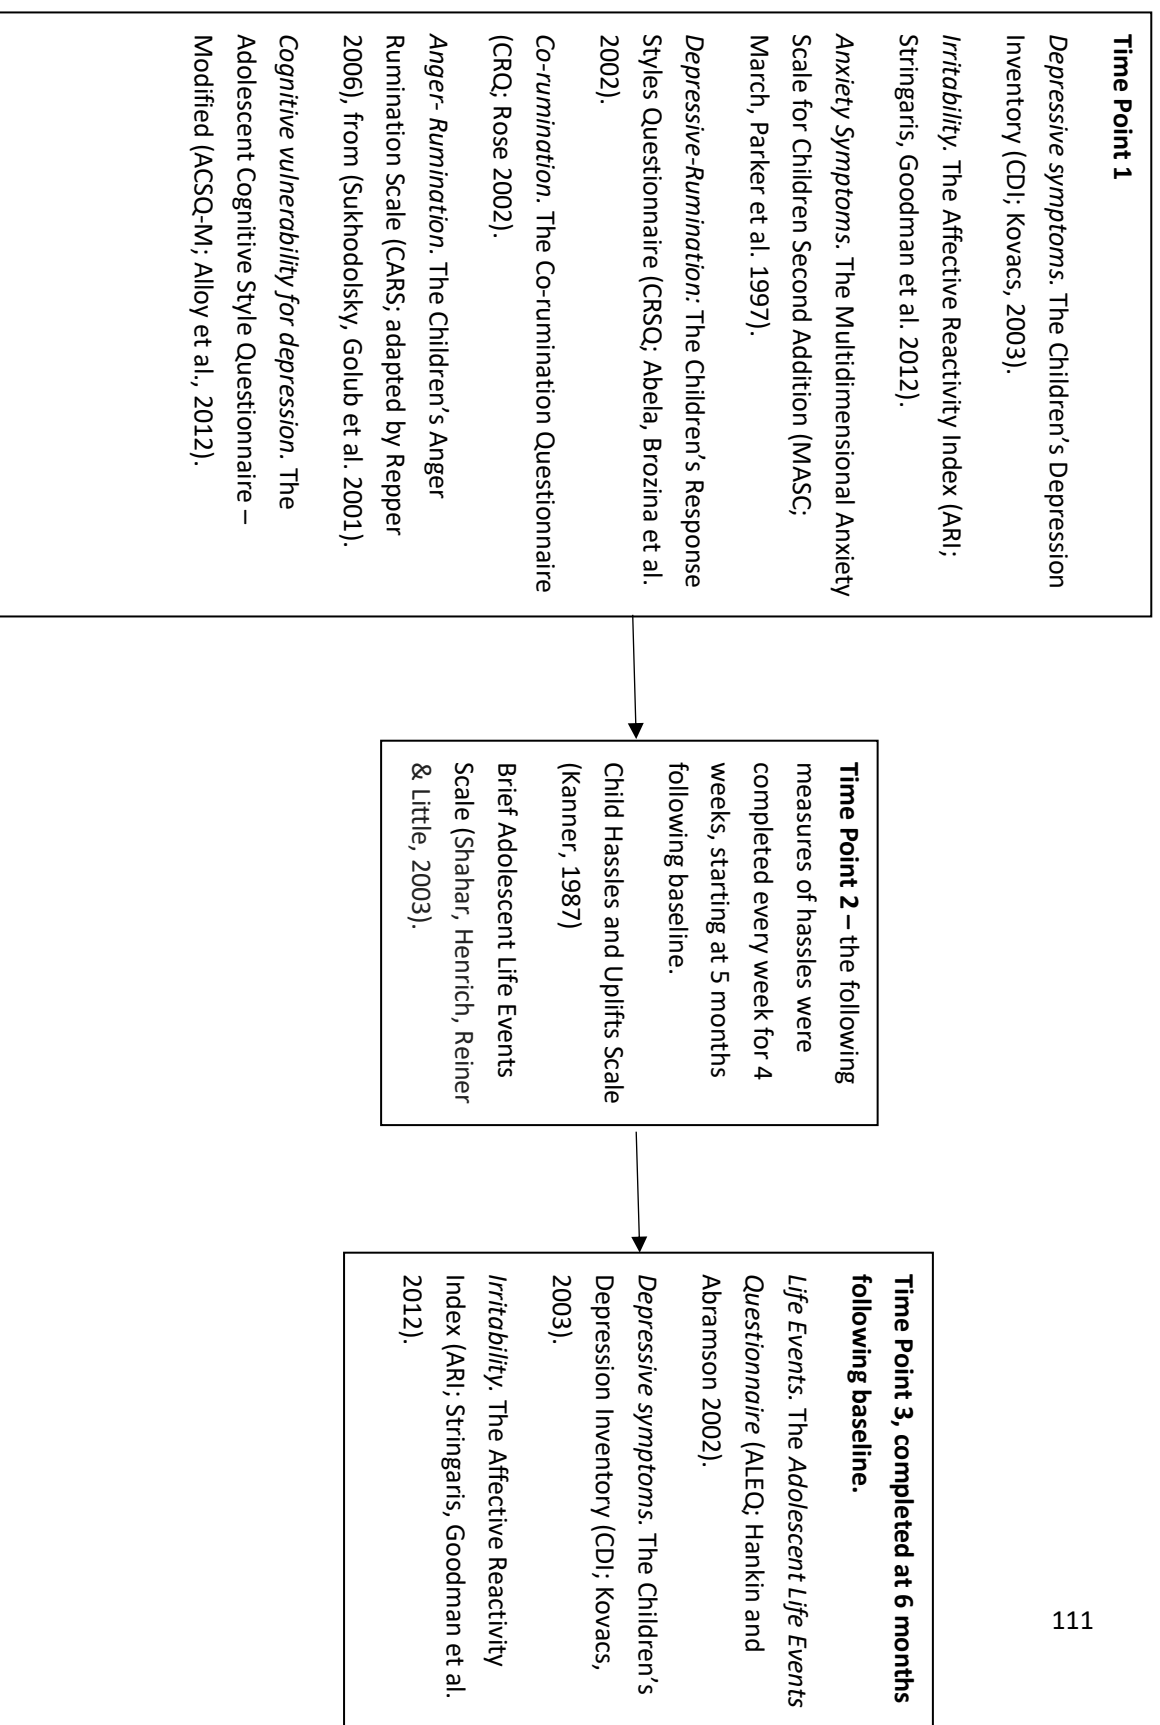 Time Point 1
Depressive symptoms. The Children’s Depression
Inventory (CDI; Kovacs, 2003).
Irritability. The Affective Reactivity Index (ARI;
Stringaris, Goodman et al. 2012).
Anxiety Symptoms. The Multidimensional Anxiety
Scale for Children Second Addition (MASC;
March, Parker et al. 1997).
Depressive-Rumination: The Children’s Response
Styles Questionnaire (CRSQ; Abela, Brozina et al.
2002).
Co-rumination. The Co-rumination Questionnaire
(CRQ; Rose 2002).
Anger- Rumination. The Children’s Anger
Rumination Scale (CARS; adapted by Repper
2006), from (Sukhodolsky, Golub et al. 2001).
Cognitive vulnerability for depression. The
Adolescent Cognitive Style Questionnaire –
Modified (ACSQ-M; Alloy et al., 2012).
Time Point 2 – the following
measures of hassles were
completed every week for 4
weeks, starting at 5 months
following baseline.
Child Hassles and Uplifts Scale
(Kanner, 1987)
Brief Adolescent Life Events
Scale (Shahar, Henrich, Reiner
& Little, 2003).
Time Point 3, completed at 6 months
following baseline.
Life Events. The Adolescent Life Events
Questionnaire (ALEQ; Hankin and
Abramson 2002).
Depressive symptoms. The Children’s
Depression Inventory (CDI; Kovacs,
2003).
Irritability. The Affective Reactivity
Index (ARI; Stringaris, Goodman et al.
2012).
111